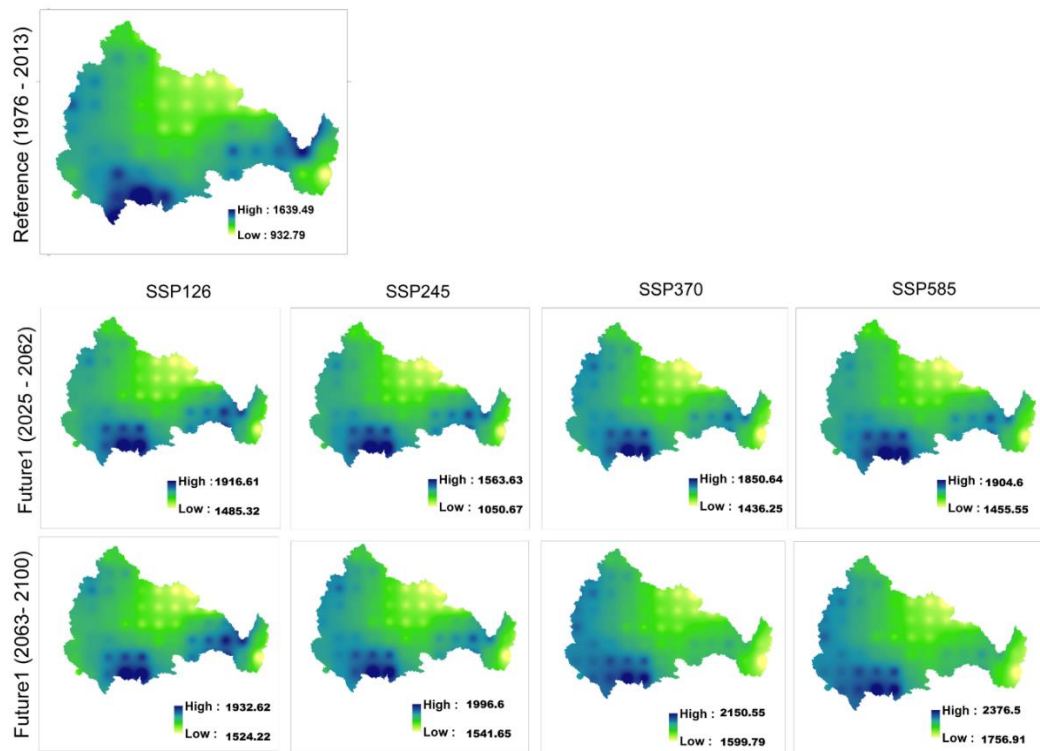 Reference (1976 - 2013)
High : 1639.49
Low : 932.79
SSP126
SSP245
SSP370
SSP585
Future1 (2025 - 2062)
High : 1916.61
Low : 1485.32
High : 1563.63
Low : 1050.67
High : 1850.64
Low : 1436.25
High : 1904.6
Low : 1455.55
Future1 (2063- 2100)
High : 1932.62
Low : 1524.22
High : 1996.6
Low : 1541.65
High : 2150.55
Low : 1599.79
High : 2376.5
Low : 1756.91